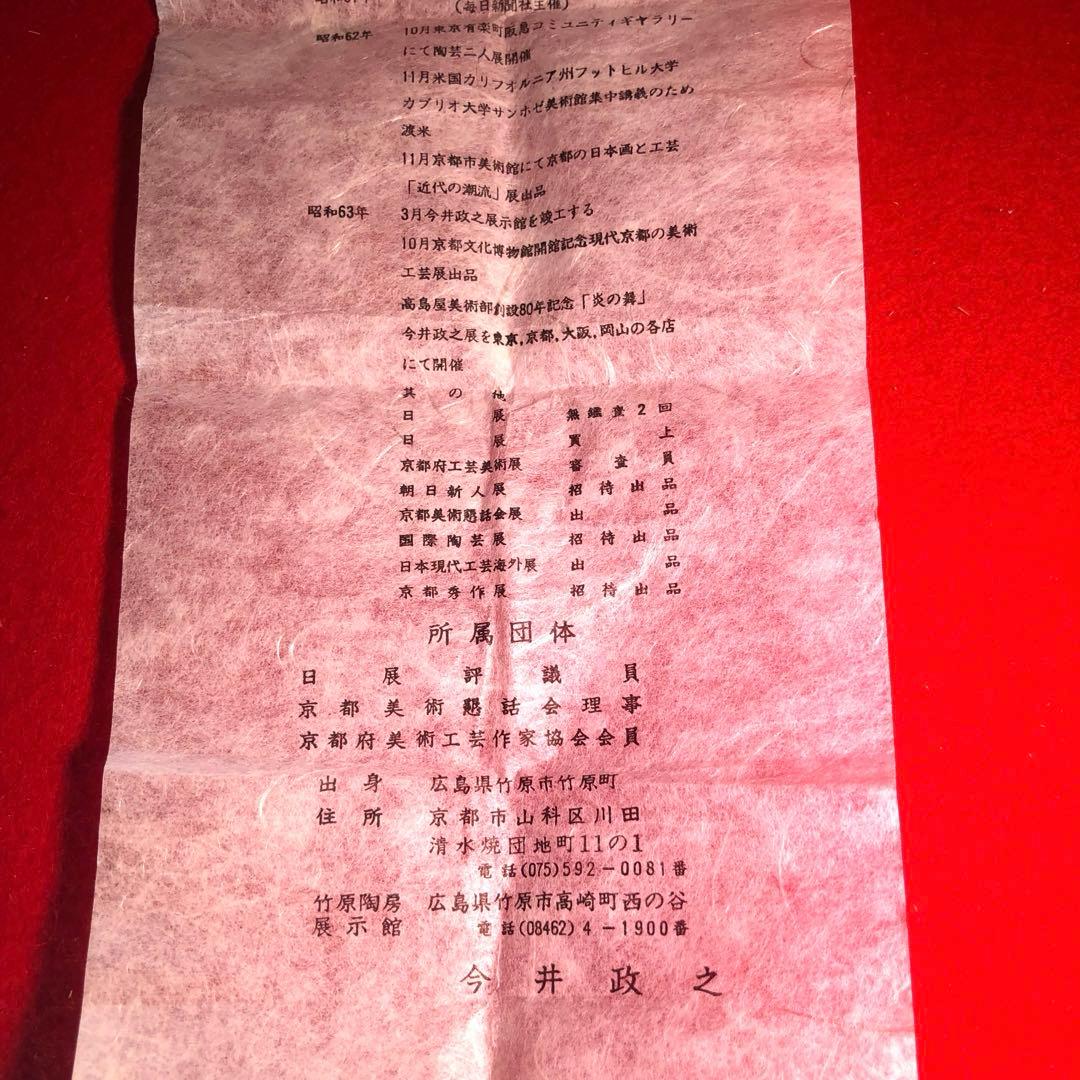 (毎日新聞社主催)
昭和62年 10月東京有楽町阪急コミュニティギャラリー
にて陶芸二人展開催
11月米国カリフォルニア州フットヒル大学
カブリオ大学サンホゼ美術館集中講義のため
渡米
11月京都市美術館にて京都の日本画と工芸
「近代の潮流」展出品
昭和63年 3月今井政之展示館を竣工する
10月京都文化博物館開館記念現代京都の美術
工芸展出品
高島屋美術部創設80年記念「炎の舞」
今井政之展を東京,京都,大阪,岡山の各店
にて開催
其の他
日展 無鑑査2回
日展 買上
京都府工芸美術展 審査員
朝日新人展 招待出品
京都美術懇話会展 出品
国際陶芸展 招待出品
日本現代工芸海外展 出品
京都秀作展 招待出品
所属団体
日展評議員
京都美術懇話会理事
京都府美術工芸作家協会会員
出身 広島県竹原市竹原町
住所 京都市山科区川田
清水焼団地町11の1
電話(075)592-0081番
竹原陶房 広島県竹原市高崎町西の谷
展示館 電話(08462)4-1900番
今井政之